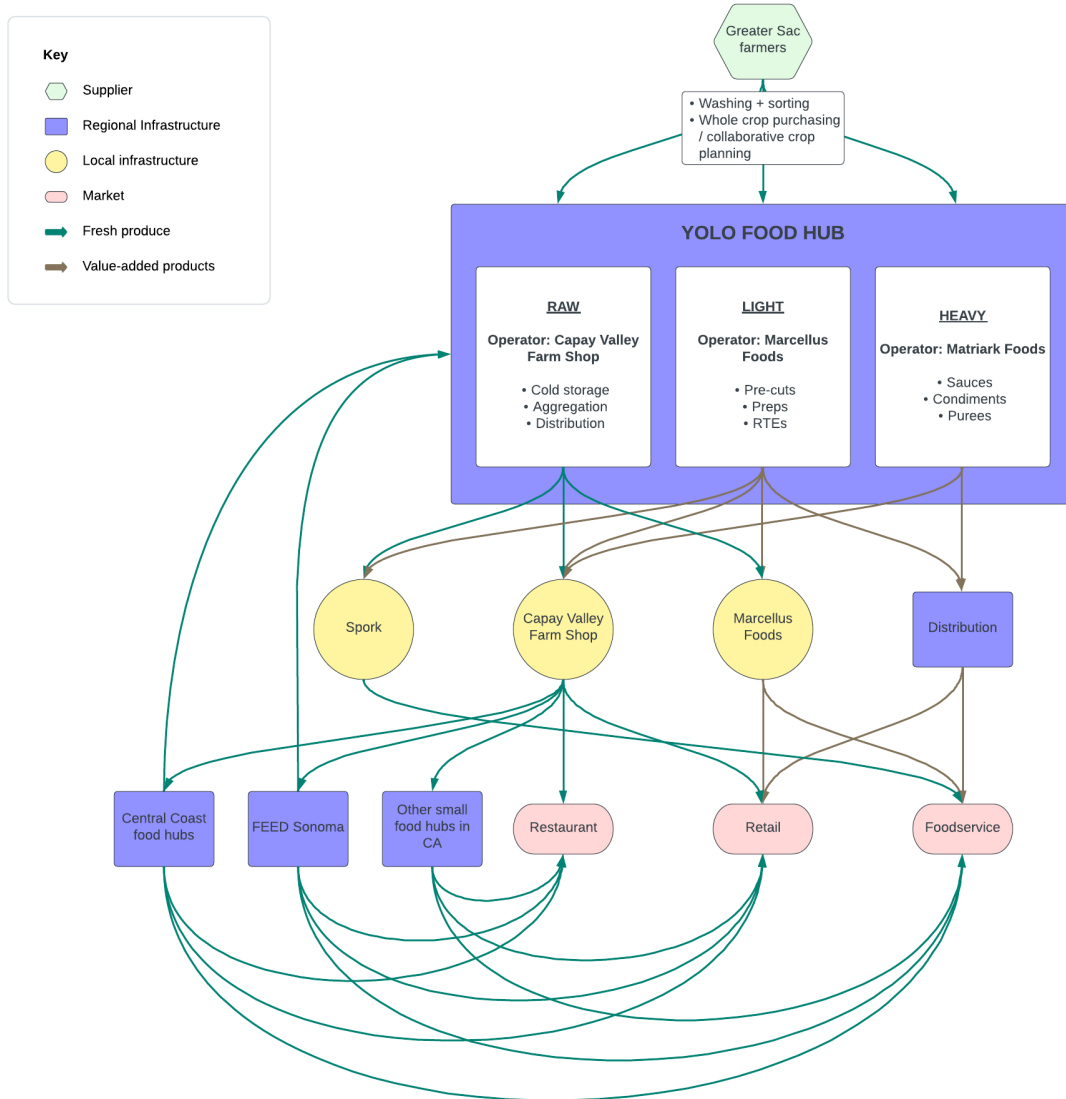 Greater Sac
farmers
Key
Supplier
Regional Infrastructure
Local infrastructure
Market
Fresh produce
Value-added products
• Washing + sorting
• Whole crop purchasing
/ collaborative crop
planning
YOLO FOOD HUB
RAW
Operator: Capay Valley
Farm Shop
• Cold storage
• Aggregation
• Distribution
LIGHT
Operator: Marcellus
Foods
• Pre-cuts
• Preps
• RTEs
HEAVY
Operator: Matriark Foods
• Sauces
• Condiments
• Purees
Spork
Capay Valley
Farm Shop
Marcellus
Foods
Distribution
Central Coast
food hubs
FEED Sonoma
Other small
food hubs in
CA
Restaurant
Retail
Foodservice